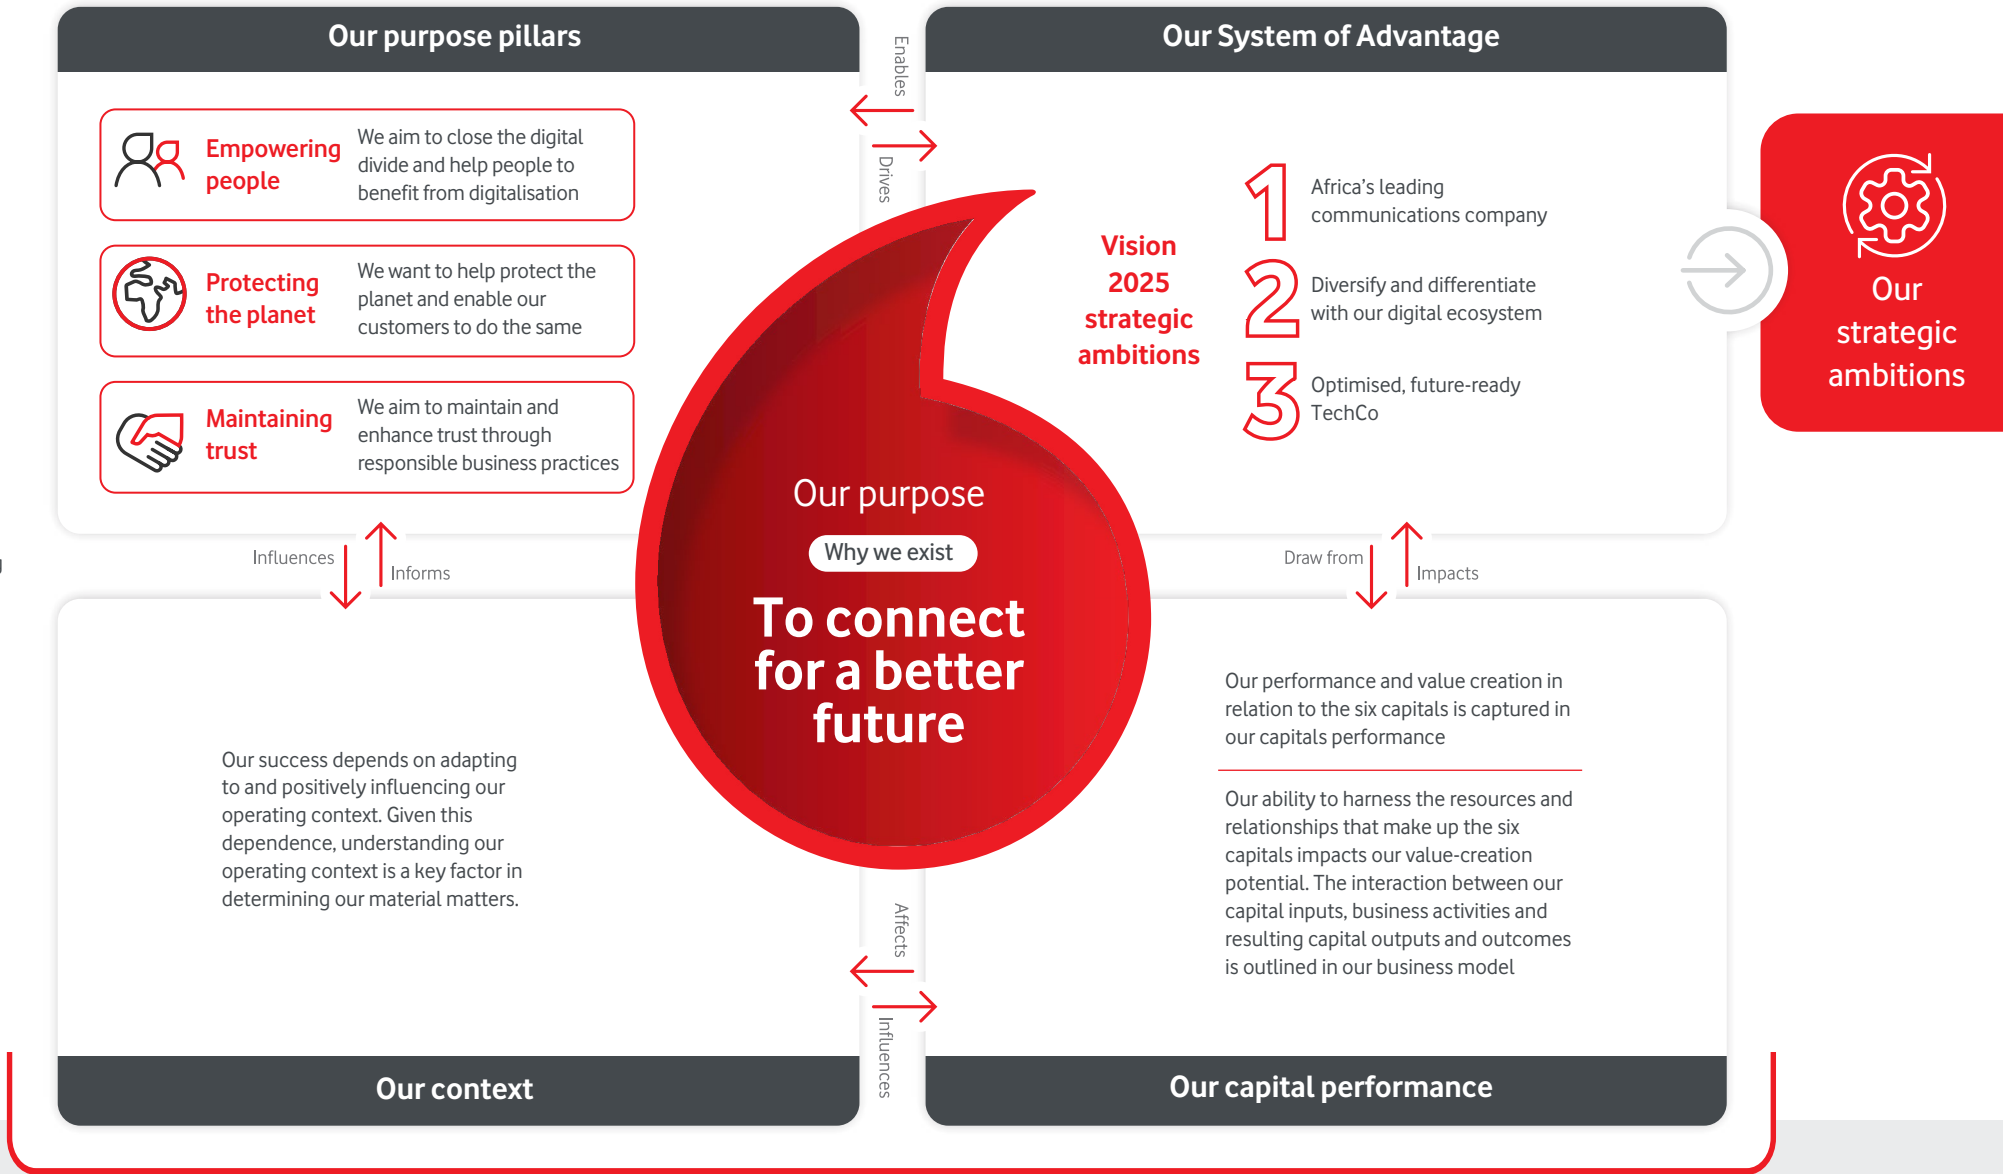 Our purpose pillars
Empowering
people
We aim to close the digital
divide and help people to
benefit from digitalisation
Protecting
the planet
We want to help protect the
planet and enable our
customers to do the same
Maintaining
trust
We aim to maintain and
enhance trust through
responsible business practices
Enables
Drives
Our System of Advantage
Vision
2025
strategic
ambitions
1
Africa's leading
communications company
2
Diversify and differentiate
with our digital ecosystem
3
Optimised, future-ready
TechCo
Our
strategic
ambitions
Our purpose
Why we exist
To connect
for a better
future
Influences
Informs
Draw from
Impacts
Our success depends on adapting
to and positively influencing our
operating context. Given this
dependence, understanding our
operating context is a key factor in
determining our material matters.
Our context
Affects
Influences
Our performance and value creation in
relation to the six capitals is captured in
our capitals performance
Our ability to harness the resources and
relationships that make up the six
capitals impacts our value-creation
potential. The interaction between our
capital inputs, business activities and
resulting capital outputs and outcomes
is outlined in our business model
Our capital performance